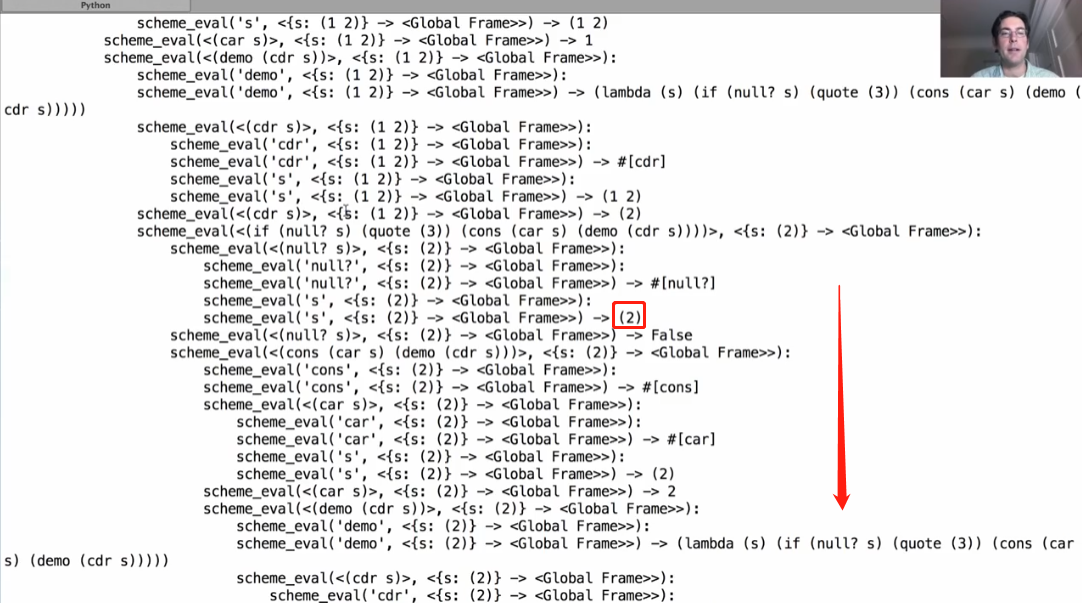 Python
scheme_eval('s', <{s: (1 2)} -> <Global Frame>>) -> (1 2)
scheme_eval(<(car s)>, <{s: (1 2)} -> <Global Frame>>) -> 1
scheme_eval(<(demo (cdr s))>, <{s: (1 2)} -> <Global Frame>>):
scheme_eval('demo', <{s: (1 2)} -> <Global Frame>>):
scheme_eval('demo', <{s: (1 2)} -> <Global Frame>>) -> (lambda (s) (if (null? s) (quote (3)) (cons (car s) (demo (
cdr s)))))
scheme_eval(<(cdr s)>, <{s: (1 2)} -> <Global Frame>>):
scheme_eval('cdr', <{s: (1 2)} -> <Global Frame>>):
scheme_eval('cdr', <{s: (1 2)} -> <Global Frame>>) -> #[cdr]
scheme_eval('s', <{s: (1 2)} -> <Global Frame>>):
scheme_eval('s', <{s: (1 2)} -> <Global Frame>>) -> (1 2)
scheme_eval(<(cdr s)>, <{s: (1 2)} -> <Global Frame>>) -> (2)
scheme_eval(<(if (null? s) (quote (3)) (cons (car s) (demo (cdr s))))>, <{s: (2)} -> <Global Frame>>):
scheme_eval(<(null? s)>, <{s: (2)} -> <Global Frame>>):
scheme_eval('null?', <{s: (2)} -> <Global Frame>>):
scheme_eval('null?', <{s: (2)} -> <Global Frame>>) -> #[null?]
scheme_eval('s', <{s: (2)} -> <Global Frame>>):
scheme_eval('s', <{s: (2)} -> <Global Frame>>) -> (2)
scheme_eval(<(null? s)>, <{s: (2)} -> <Global Frame>>) -> False
scheme_eval(<(cons (car s) (demo (cdr s)))>, <{s: (2)} -> <Global Frame>>):
scheme_eval('cons', <{s: (2)} -> <Global Frame>>):
scheme_eval('cons', <{s: (2)} -> <Global Frame>>) -> #[cons]
scheme_eval(<(car s)>, <{s: (2)} -> <Global Frame>>):
scheme_eval('car', <{s: (2)} -> <Global Frame>>):
scheme_eval('car', <{s: (2)} -> <Global Frame>>) -> #[car]
scheme_eval('s', <{s: (2)} -> <Global Frame>>):
scheme_eval('s', <{s: (2)} -> <Global Frame>>) -> (2)
scheme_eval(<(car s)>, <{s: (2)} -> <Global Frame>>) -> 2
scheme_eval(<(demo (cdr s))>, <{s: (2)} -> <Global Frame>>):
scheme_eval('demo', <{s: (2)} -> <Global Frame>>):
scheme_eval('demo', <{s: (2)} -> <Global Frame>>) -> (lambda (s) (if (null? s) (quote (3)) (cons (car
s) (demo (cdr s)))))
scheme_eval(<(cdr s)>, <{s: (2)} -> <Global Frame>>):
scheme_eval('cdr', <{s: (2)} -> <Global Frame>>):